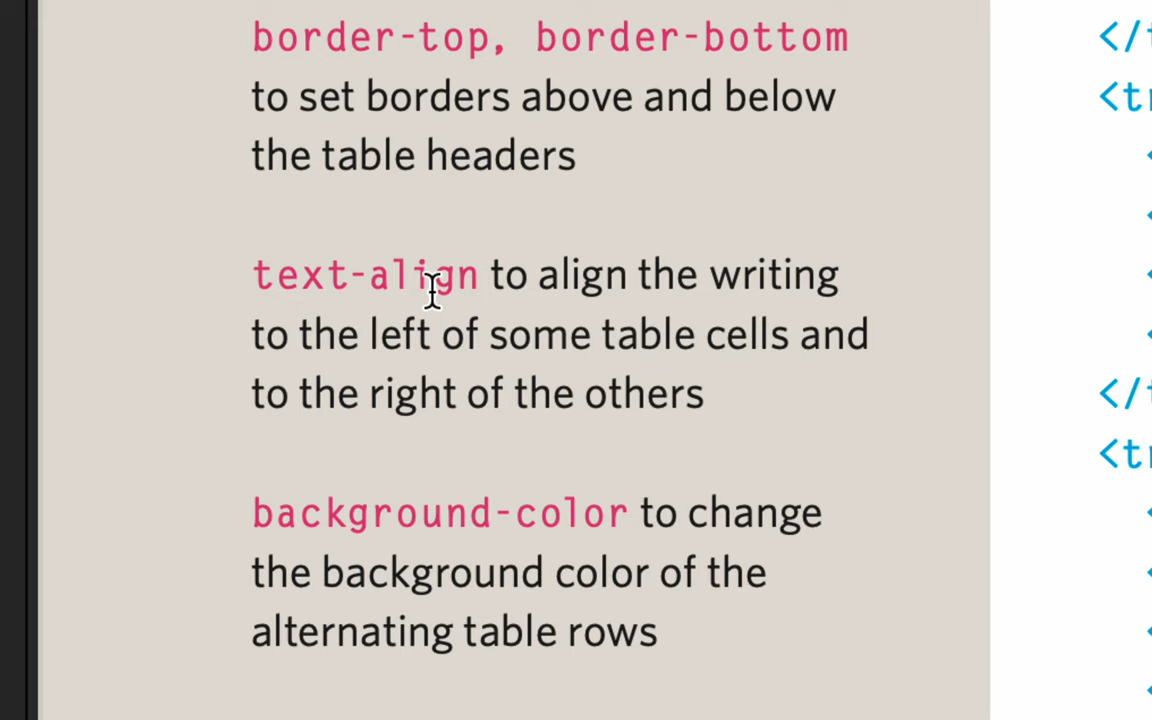 border-top, border-bottom
to set borders above and below
the table headers
text-align to align the writing
to the left of some table cells and
to the right of the others
background-color to change
the background color of the
alternating table rows
</t
<tr
<
<
<
<
</t
<tr
<
<
<
<